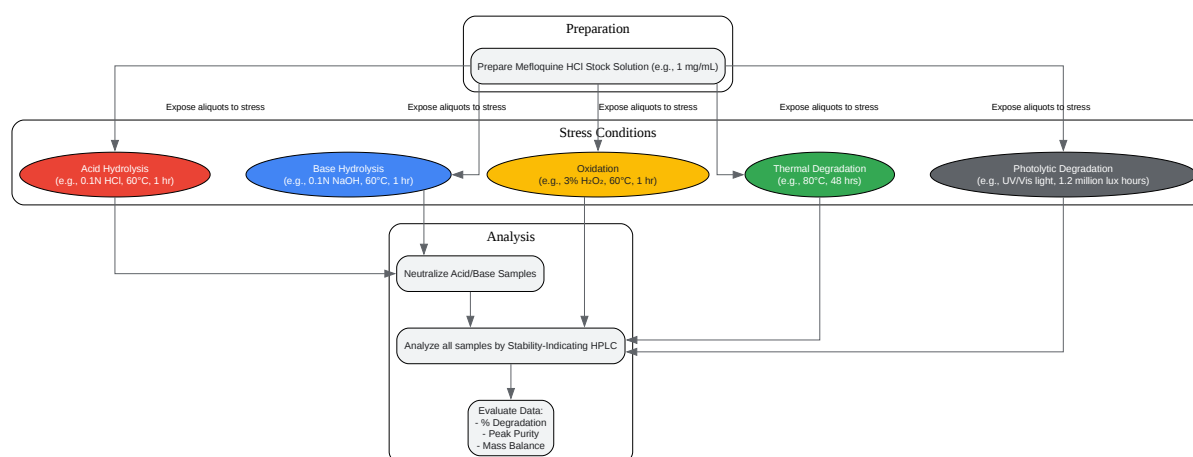 Preparation
Prepare Mefloquine HCl Stock Solution (e.g., 1 mg/mL)
Expose aliquots to stress
Expose aliquots to stress
Expose aliquots to stress
Expose aliquots to stress
Expose aliquots to stress
Stress Conditions
Acid Hydrolysis
(e.g., 0.1N HCl, 60°C, 1 hr)
Base Hydrolysis
(e.g., 0.1N NaOH, 60°C, 1 hr)
Oxidation
(e.g., 3% H₂O₂, 60°C, 1 hr)
Thermal Degradation
(e.g., 80°C, 48 hrs)
Photolytic Degradation
(e.g., UV/Vis light, 1.2 million lux hours)
Analysis
Neutralize Acid/Base Samples
Analyze all samples by Stability-Indicating HPLC
Evaluate Data:
- % Degradation
- Peak Purity
- Mass Balance